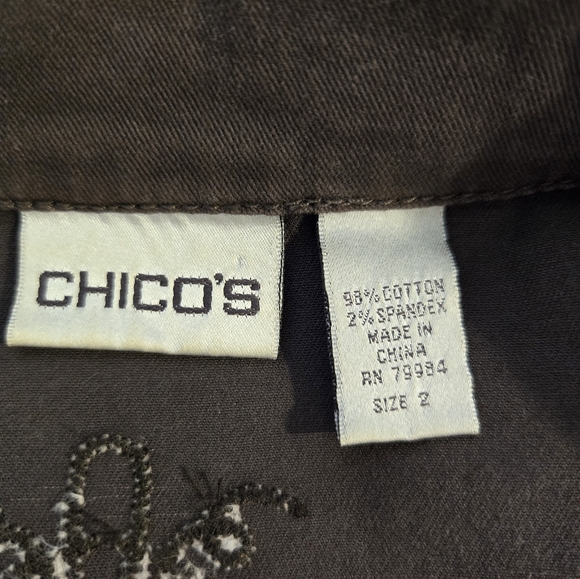 CHICO'S
98% COTTON
2% SPANDEX
MADE IN
CHINA
RN 79984
SIZE 2